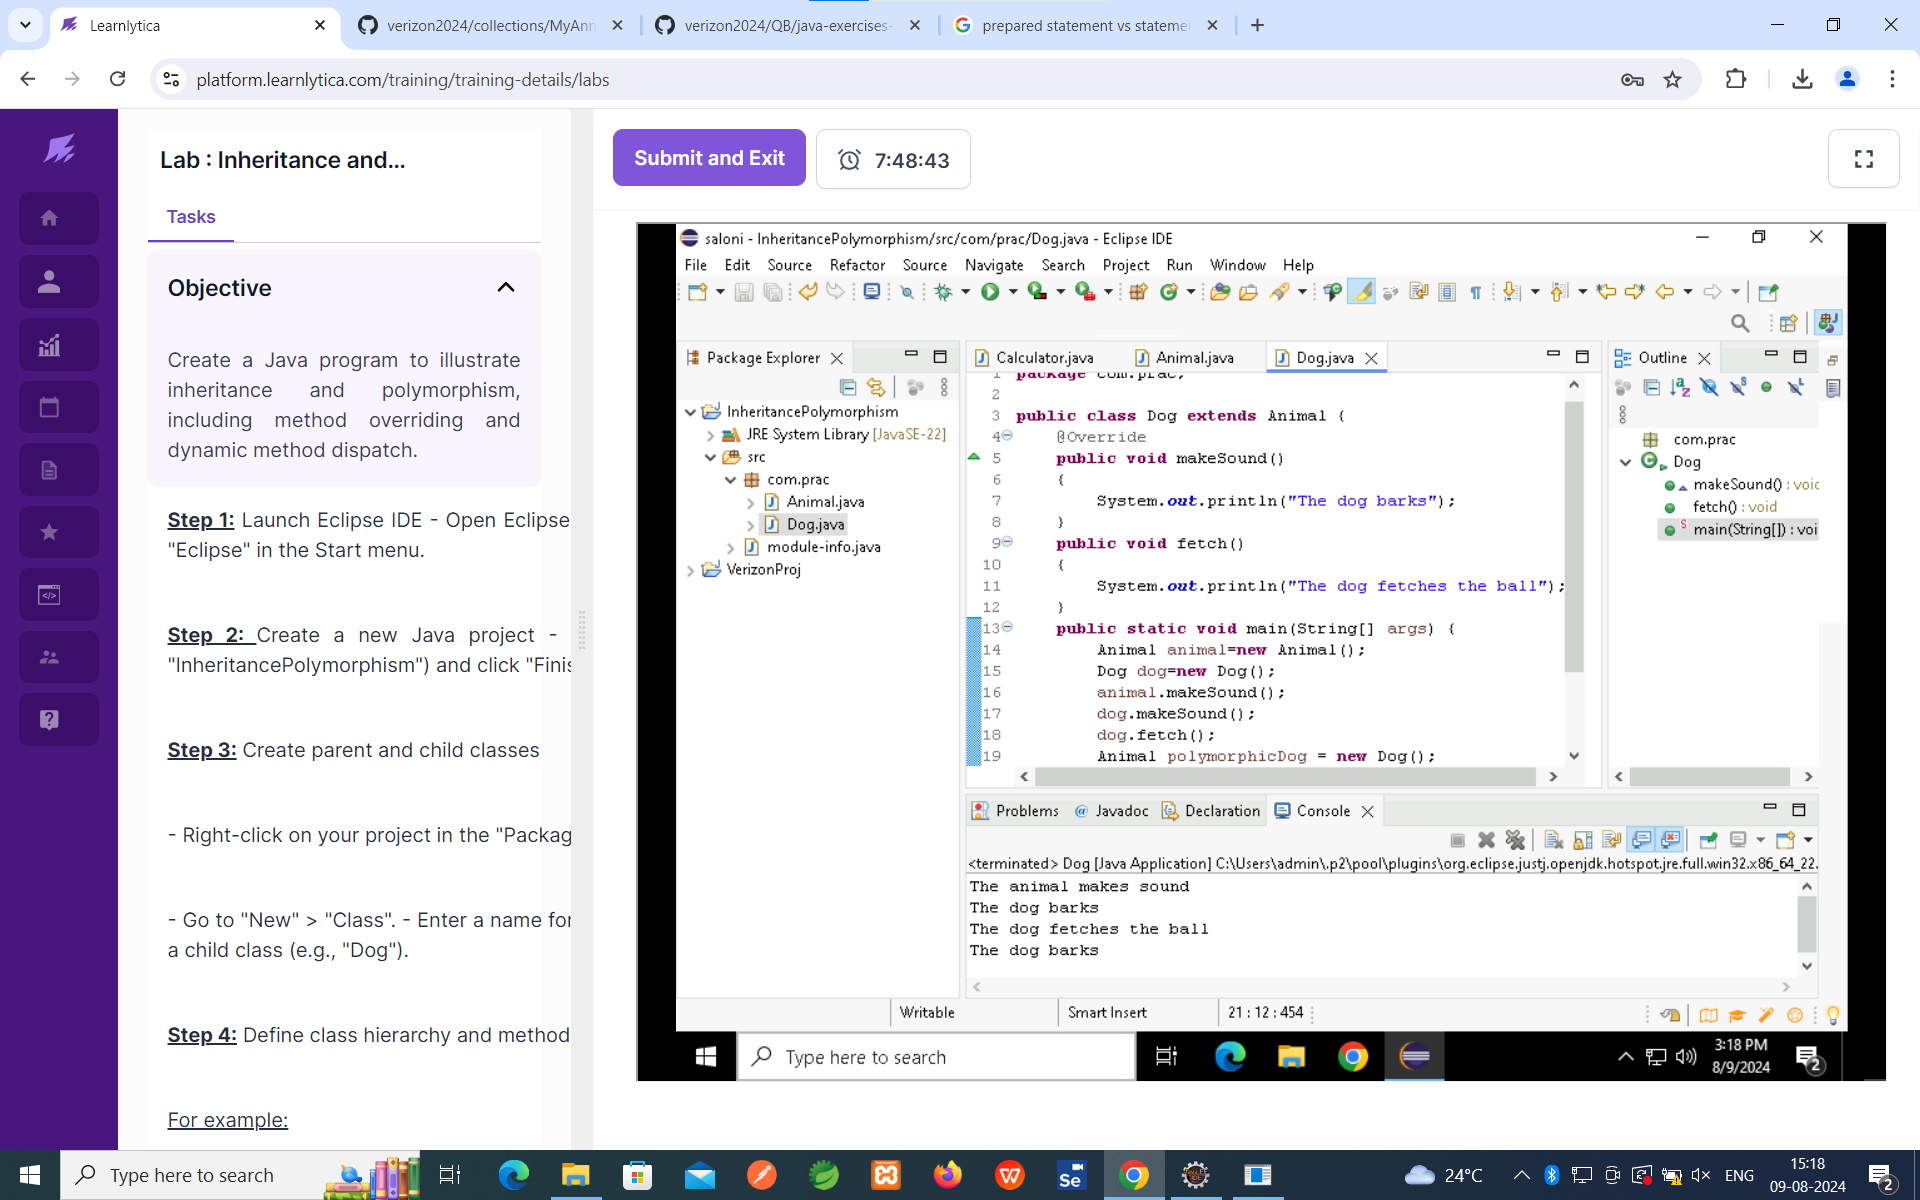 Learnlytica
verizon2024/collections/MyAnn
verizon2024/QB/java-exercises-
prepared statement vs stateme
platform.learnlytica.com/training/training-details/labs
Lab : Inheritance and...
Tasks
Objective
Create a Java program to illustrate
inheritance and polymorphism,
including method overriding and
dynamic method dispatch.
Step 1: Launch Eclipse IDE - Open Eclipse
"Eclipse" in the Start menu.
Step 2: Create a new Java project -
"InheritancePolymorphism") and click "Finis
Step 3: Create parent and child classes
- Right-click on your project in the "Packag
- Go to "New" > "Class". - Enter a name for
a child class (e.g., "Dog").
Step 4: Define class hierarchy and method
For example:
Submit and Exit
7:48:43
saloni - InheritancePolymorphism/src/com/prac/Dog.java - Eclipse IDE
File Edit Source Refactor Source Navigate Search Project Run Window Help
Package Explorer
InheritancePolymorphism
JRE System Library [JavaSE-22]
src
com.prac
Animal.java
Dog.java
module-info.java
VerizonProj
Calculator.java
Animal.java
Dog.java
1 package com.prac;
2
3 public class Dog extends Animal {
4 @Override
5 public void makeSound()
6 {
7 System.out.println("The dog barks");
8 }
9 public void fetch()
10 {
11 System.out.println("The dog fetches the ball");
12 }
13 public static void main(String[] args) {
14 Animal animal=new Animal();
15 Dog dog=new Dog();
16 animal.makeSound();
17 dog.makeSound();
18 dog.fetch();
19 Animal polymorphicDog = new Dog();
Outline
com.prac
Dog
makeSound() : voic
fetch() : void
main(String[]) : voi
Problems
Javadoc
Declaration
Console
<terminated> Dog [Java Application] C:\Users\admin\.p2\pool\plugins\org.eclipse.justj.openjdk.hotspot.jre.full.win32.x86_64_22.
The animal makes sound
The dog barks
The dog fetches the ball
The dog barks
Writable
Smart Insert
21 : 12 : 454
Type here to search
3:18 PM
8/9/2024
2
Type here to search
24°C
ENG
15:18
09-08-2024
2